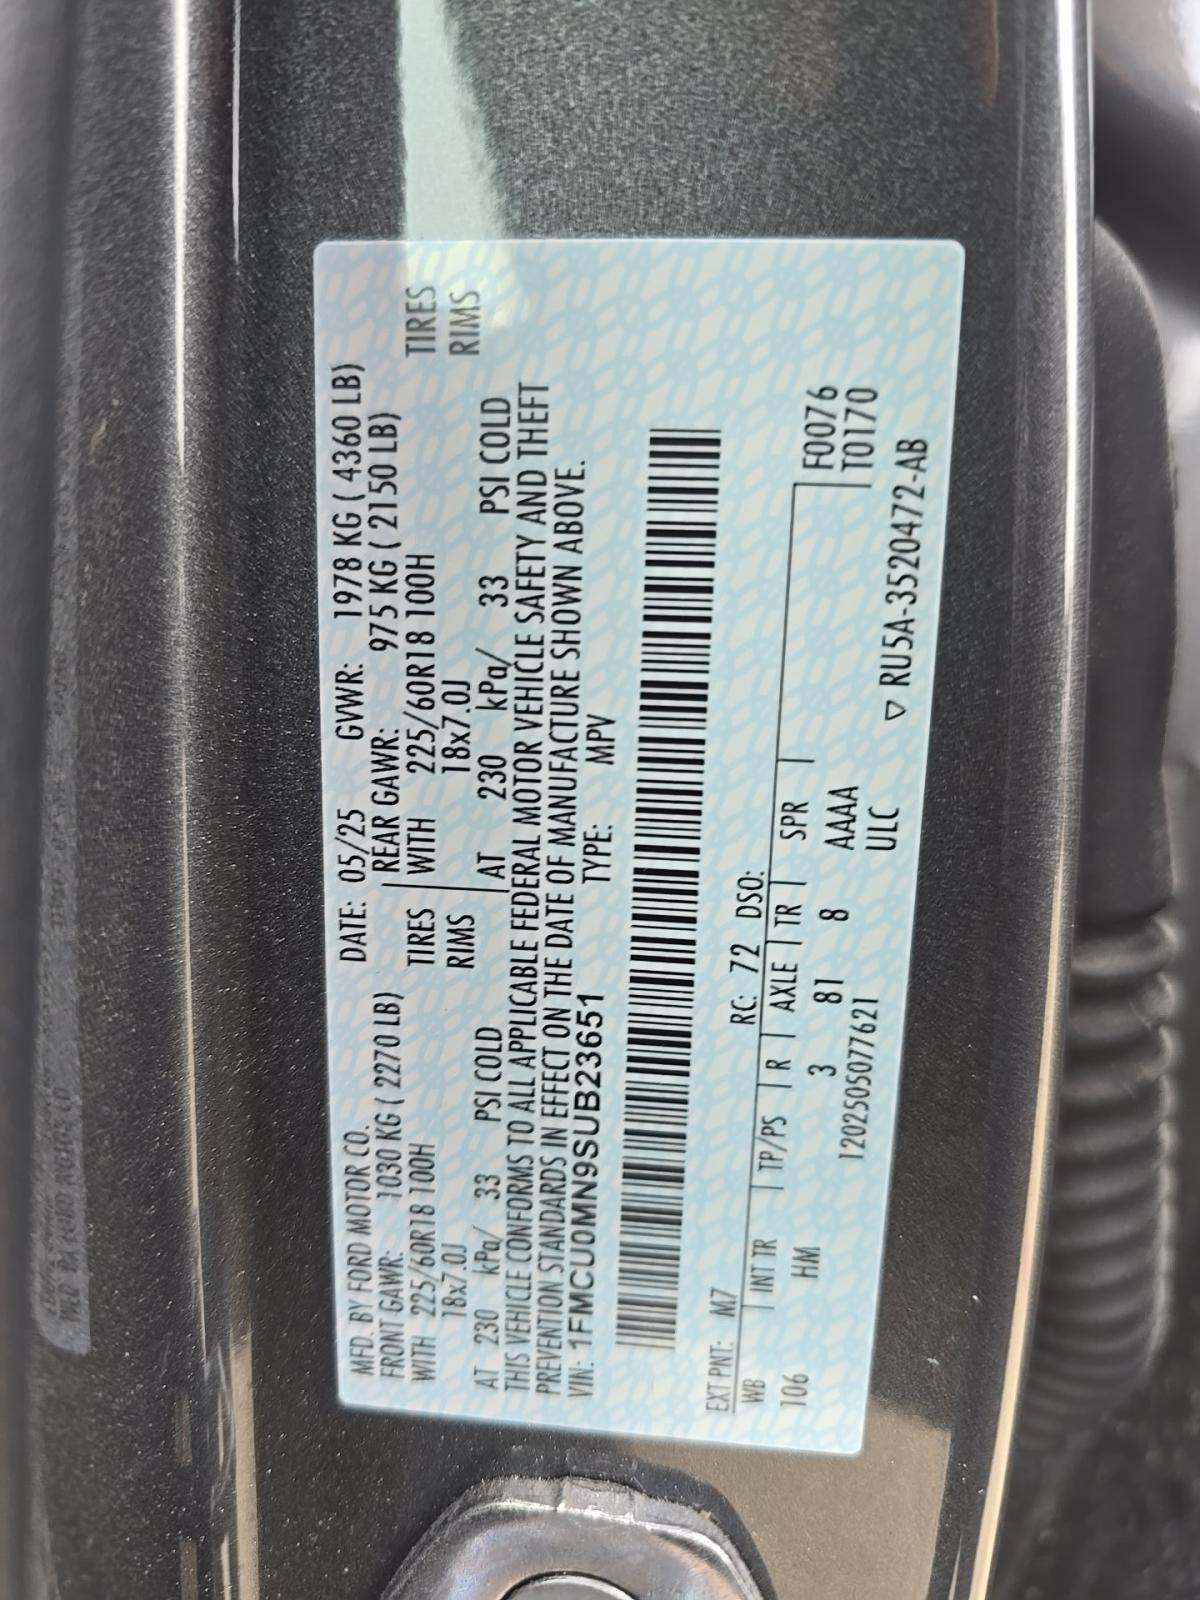 MFD. BY FORD MOTOR CO. DATE: 05/25 GVWR: 1978 KG ( 4360 LB)
FRONT GAWR: 1030 KG ( 2270 LB) REAR GAWR: 975 KG ( 2150 LB)
WITH 225/60R18 100H TIRES WITH 225/60R18 100H TIRES
18x7.0J RIMS 18x7.0J RIMS
AT 230 kPa/ 33 PSI COLD AT 230 kPa/ 33 PSI COLD
THIS VEHICLE CONFORMS TO ALL APPLICABLE FEDERAL MOTOR VEHICLE SAFETY AND THEFT
PREVENTION STANDARDS IN EFFECT ON THE DATE OF MANUFACTURE SHOWN ABOVE.
VIN: 1FMCU0MN9SUB23651 TYPE: MPV
EXT PNT: M7 RC: 72 DSO:
WB INT TR TP/PS R AXLE TR SPR F0076
106 HM 3 81 8 AAAA T0170
1202505077621 ULC
▽ RU5A-3520472-AB